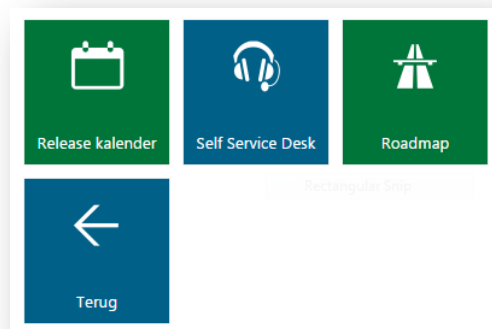 Release kalender
Self Service Desk
Roadmap
Rectangular Snip
Terug